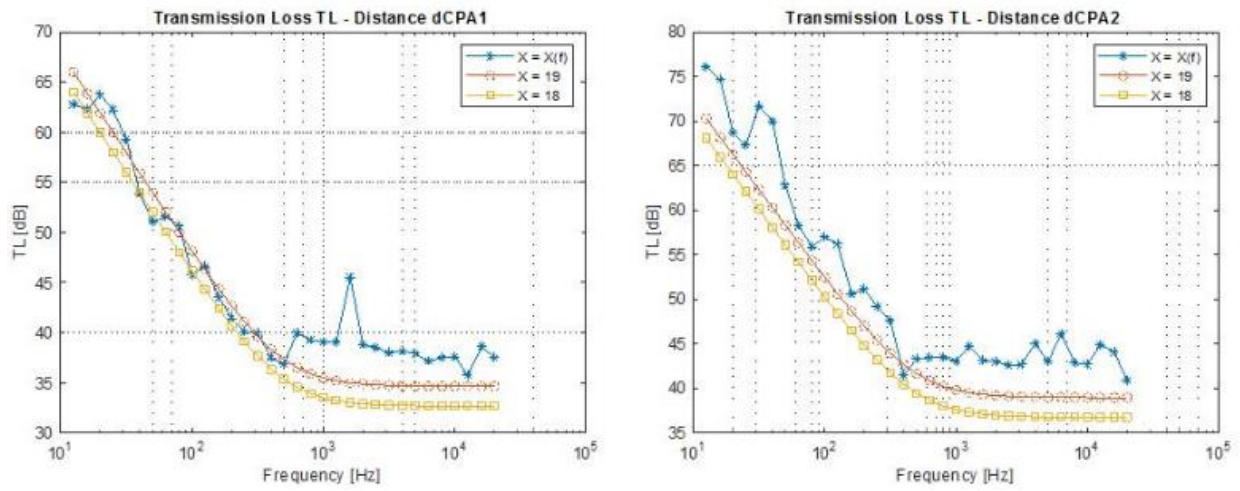 Transmission Loss TL - Distance dCPA1
70
65
60
55
50
45
40
35
30
TL [dB]
X = X(f)
X = 19
X = 18
10^1
10^2
10^3
10^4
10^5
Frequency [Hz]
Transmission Loss TL - Distance dCPA2
80
75
70
65
60
55
50
45
40
35
TL [dB]
X = X(f)
X = 19
X = 18
10^1
10^2
10^3
10^4
10^5
Frequency [Hz]